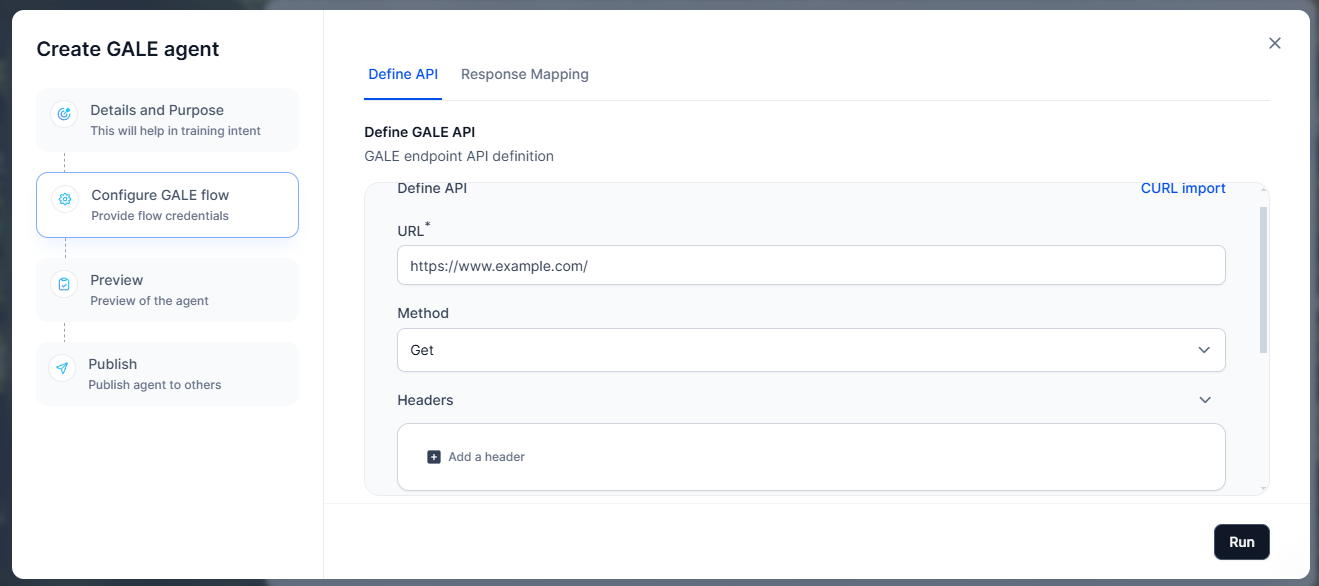 Create GALE agent
Details and Purpose
This will help in training intent
Configure GALE flow
Provide flow credentials
Preview
Preview of the agent
Publish
Publish agent to others
Define API
Response Mapping
Define GALE API
GALE endpoint API definition
Define API
CURL import
URL*
https://www.example.com/
Method
Get
Headers
Add a header
Run